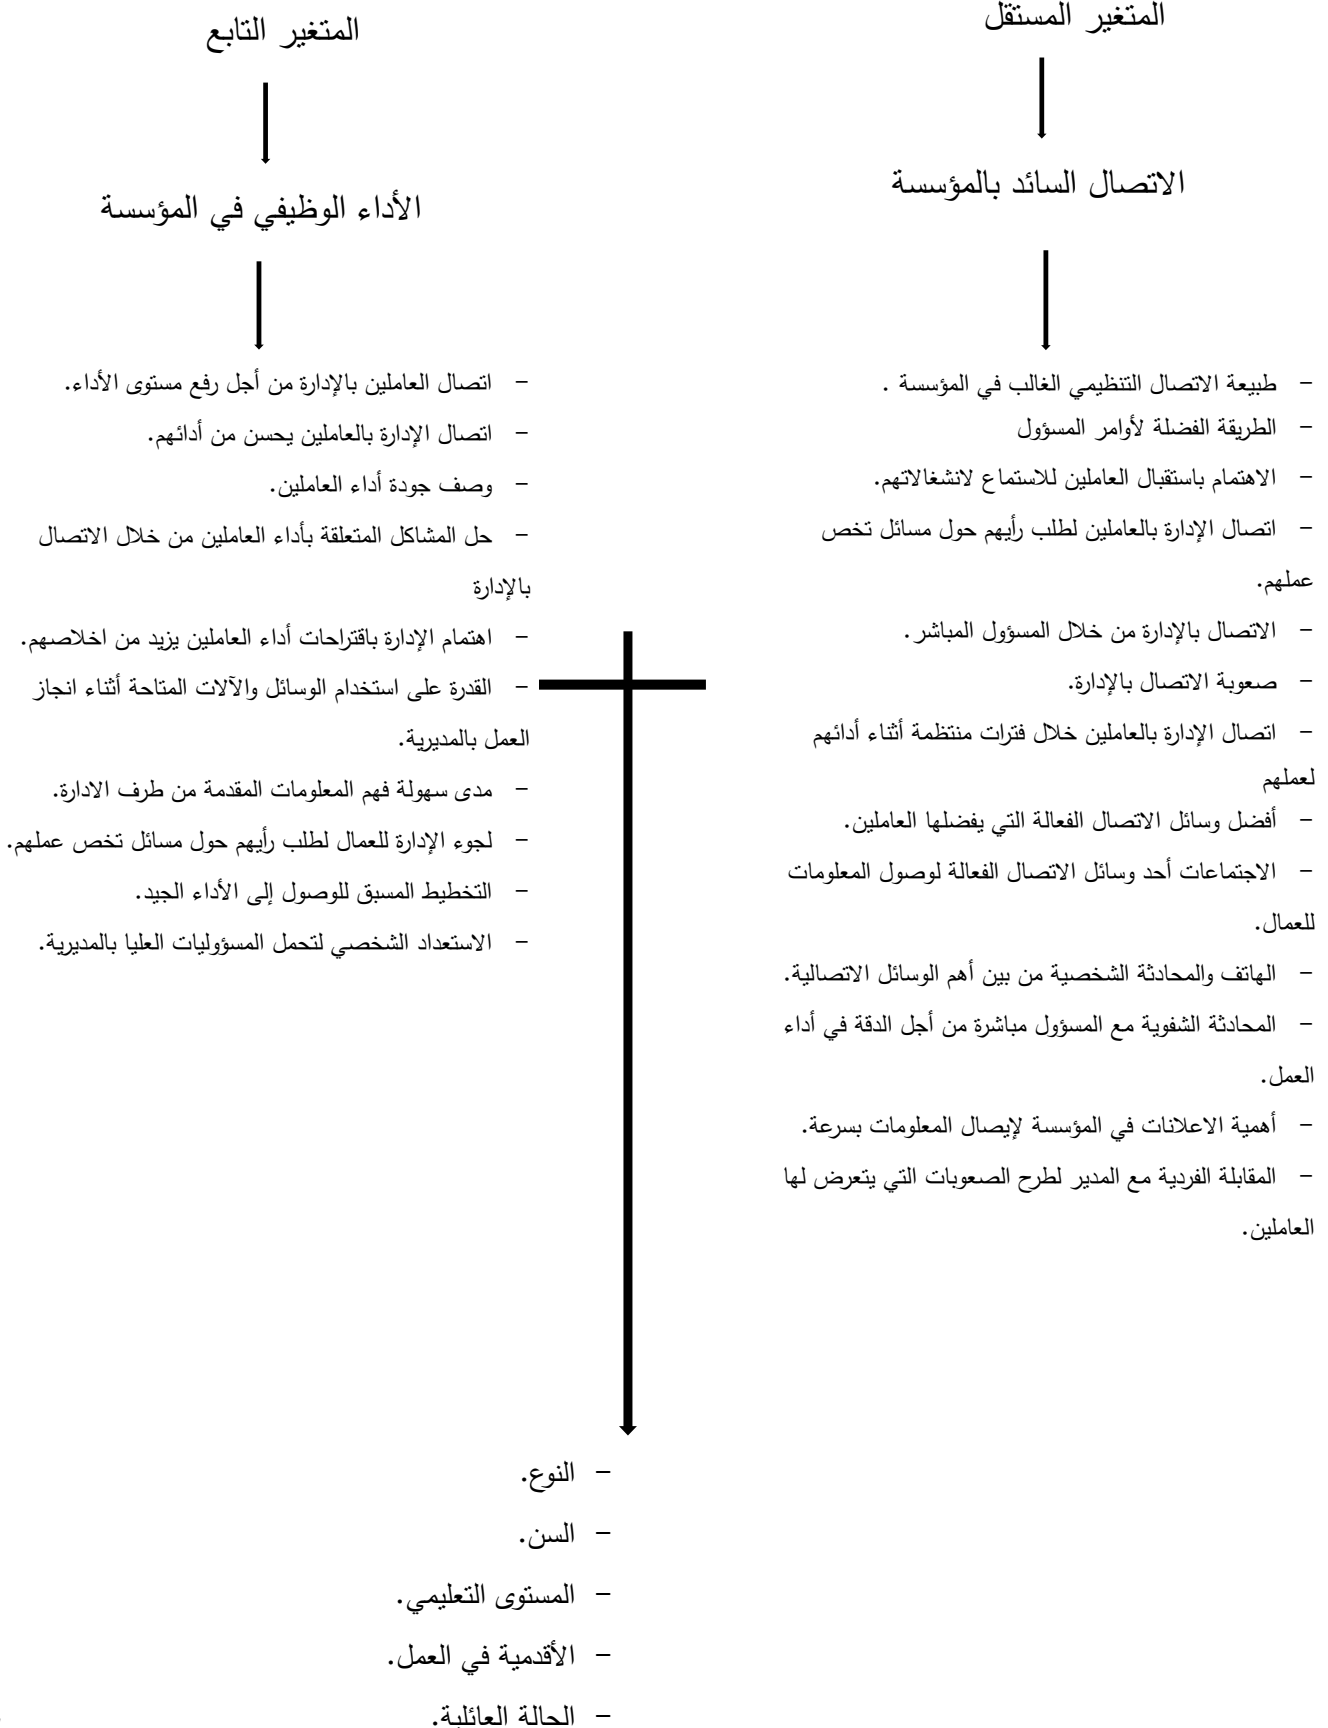 المتغير المستقل
الاتصال السائد بالمؤسسة
- طبيعة الاتصال التنظيمي الغالب في المؤسسة .
- الطريقة الفضلة لأوامر المسؤول
- الاهتمام باستقبال العاملين للاستماع لانشغالاتهم.
- اتصال الإدارة بالعاملين لطلب رأيهم حول مسائل تخص
عملهم.
- الاتصال بالإدارة من خلال المسؤول المباشر.
- صعوبة الاتصال بالإدارة.
- اتصال الإدارة بالعاملين خلال فترات منتظمة أثناء أدائهم
لعملهم
- أفضل وسائل الاتصال الفعالة التي يفضلها العاملين.
- الاجتماعات أحد وسائل الاتصال الفعالة لوصول المعلومات
للعمال.
- الهاتف والمحادثة الشخصية من بين أهم الوسائل الاتصالية.
- المحادثة الشفوية مع المسؤول مباشرة من أجل الدقة في أداء
العمل.
- أهمية الاعلانات في المؤسسة لإيصال المعلومات بسرعة.
- المقابلة الفردية مع المدير لطرح الصعوبات التي يتعرض لها
العاملين.
المتغير التابع
الأداء الوظيفي في المؤسسة
- اتصال العاملين بالإدارة من أجل رفع مستوى الأداء.
- اتصال الإدارة بالعاملين يحسن من أدائهم.
- وصف جودة أداء العاملين.
- حل المشاكل المتعلقة بأداء العاملين من خلال الاتصال
بالإدارة
- اهتمام الإدارة باقتراحات أداء العاملين يزيد من اخلاصهم.
- القدرة على استخدام الوسائل والآلات المتاحة أثناء انجاز
العمل بالمديرية.
- مدى سهولة فهم المعلومات المقدمة من طرف الادارة.
- لجوء الإدارة للعمال لطلب رأيهم حول مسائل تخص عملهم.
- التخطيط المسبق للوصول إلى الأداء الجيد.
- الاستعداد الشخصي لتحمل المسؤوليات العليا بالمديرية.
- النوع.
- السن.
- المستوى التعليمي.
- الأقدمية في العمل.
- الحالة العائلية.